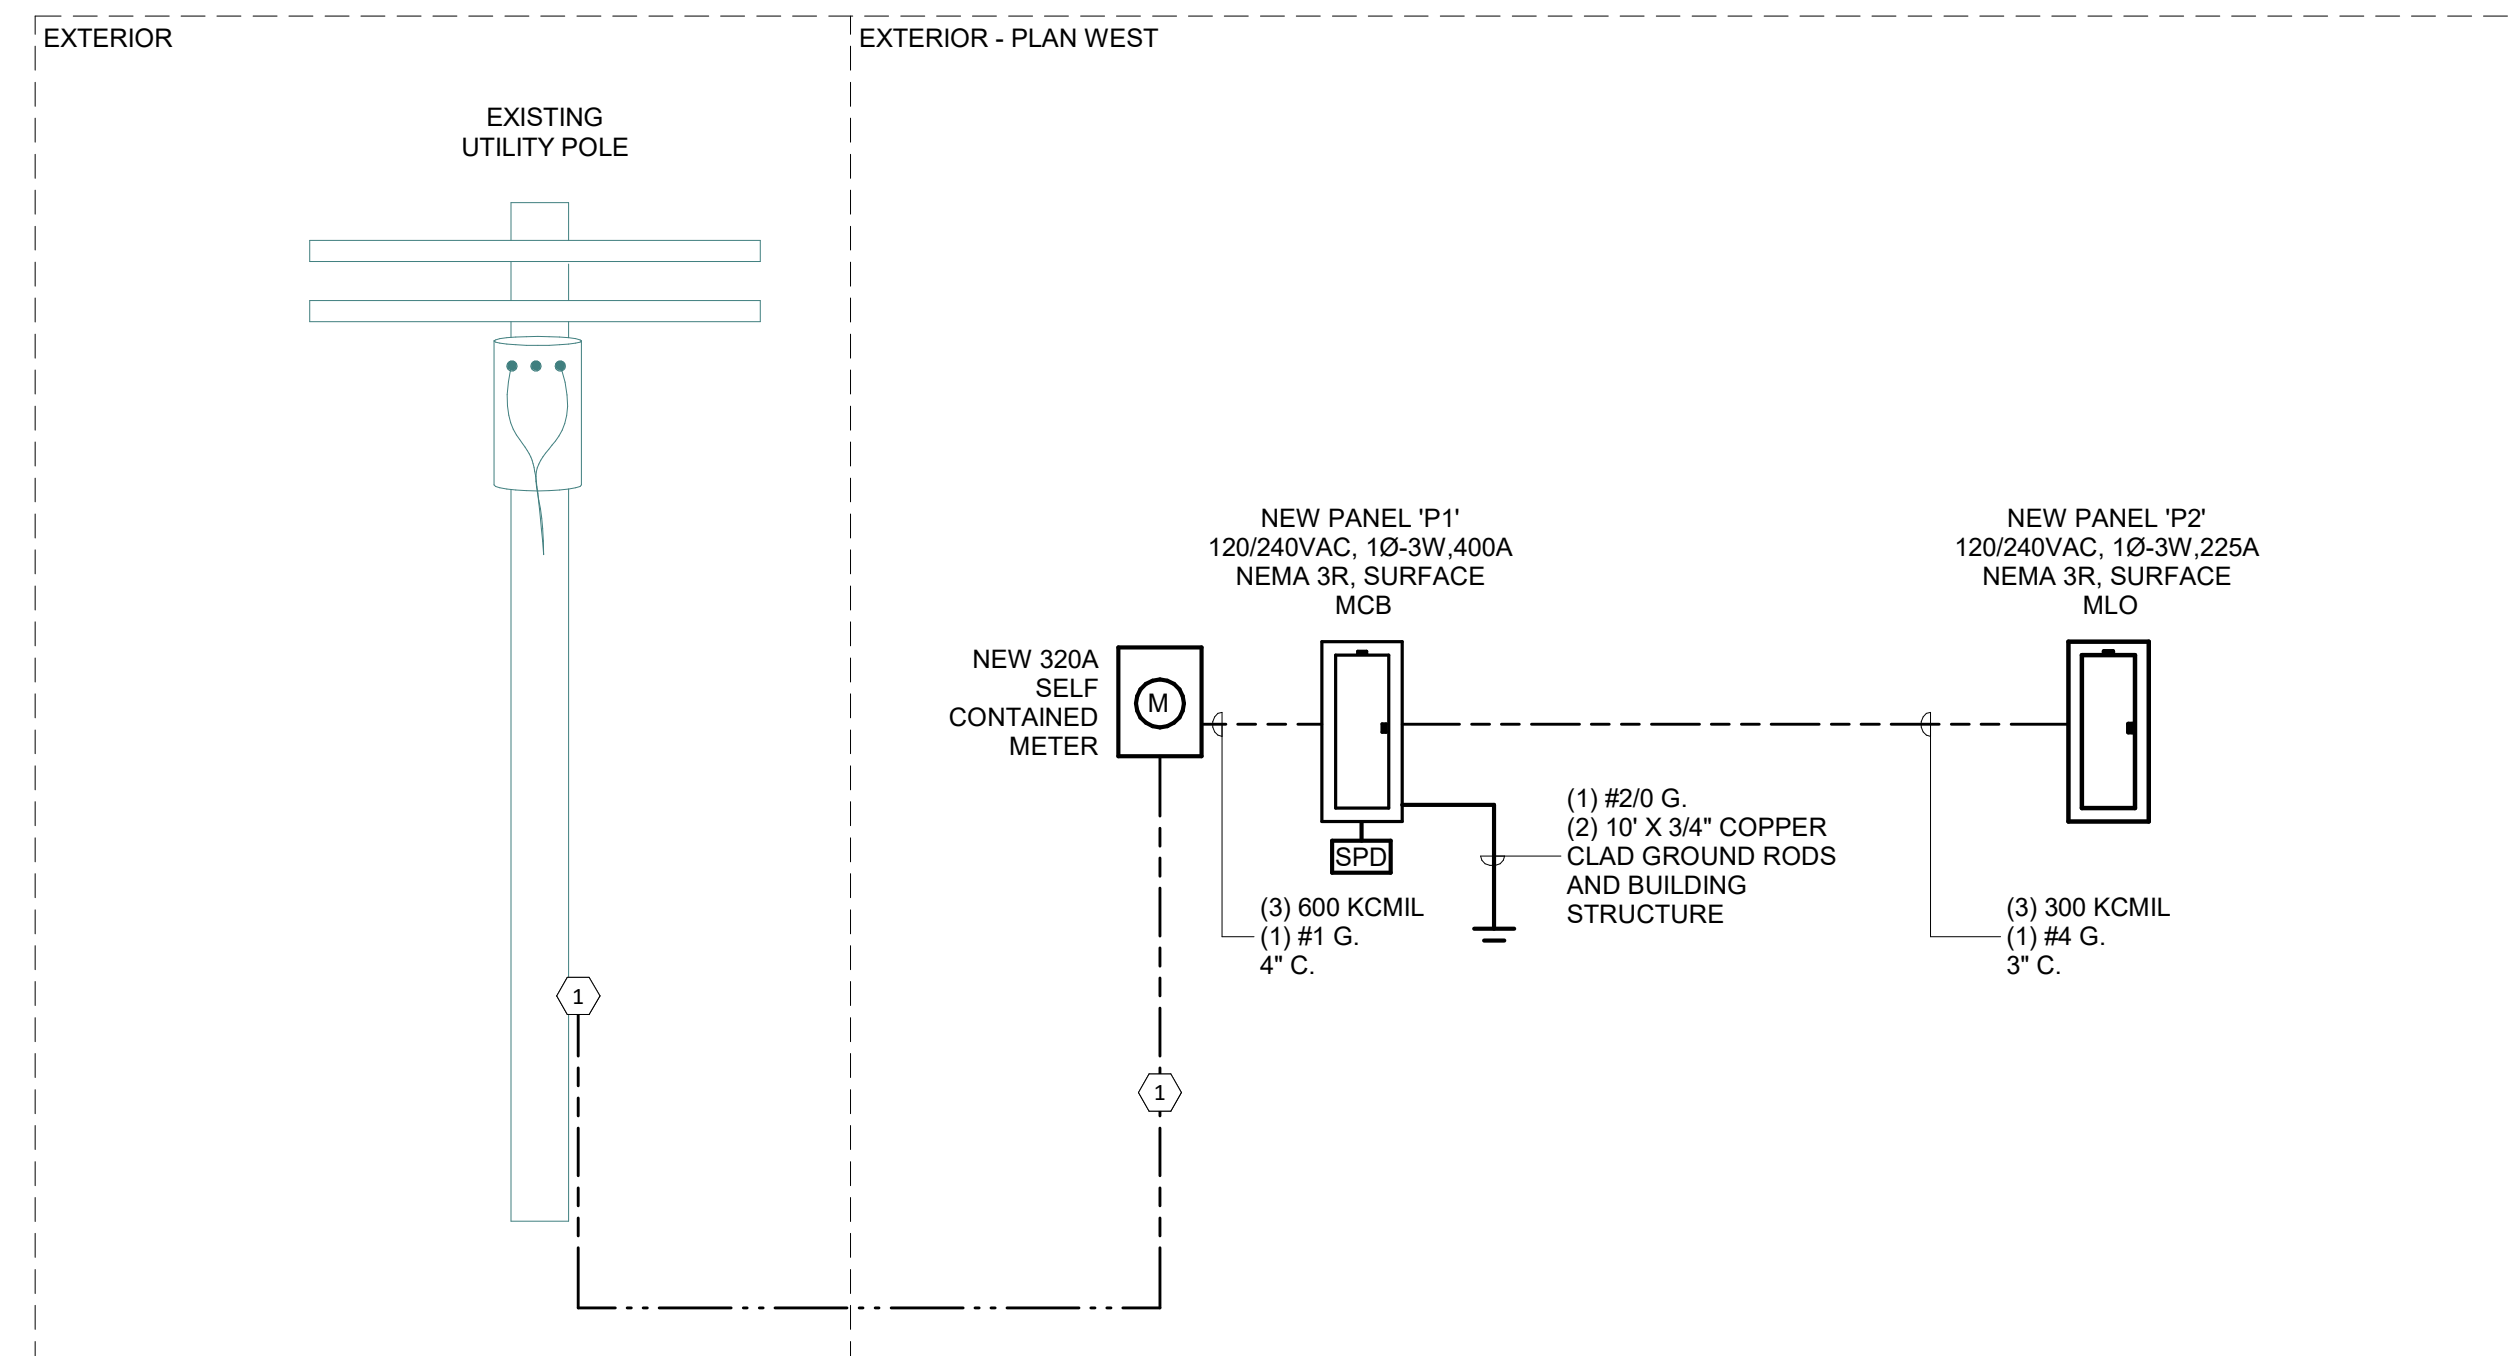 EXTERIOR
EXTERIOR - PLAN WEST
EXISTING
UTILITY POLE
NEW PANEL 'P1'
120/240VAC, 1Ø-3W,400A
NEMA 3R, SURFACE
MCB
NEW PANEL 'P2'
120/240VAC, 1Ø-3W,225A
NEMA 3R, SURFACE
MLO
NEW 320A
SELF
CONTAINED
METER
M
SPD
(1) #2/0 G.
(2) 10' X 3/4" COPPER
CLAD GROUND RODS
AND BUILDING
STRUCTURE
(3) 600 KCMIL
(1) #1 G.
4" C.
(3) 300 KCMIL
(1) #4 G.
3" C.
1
1